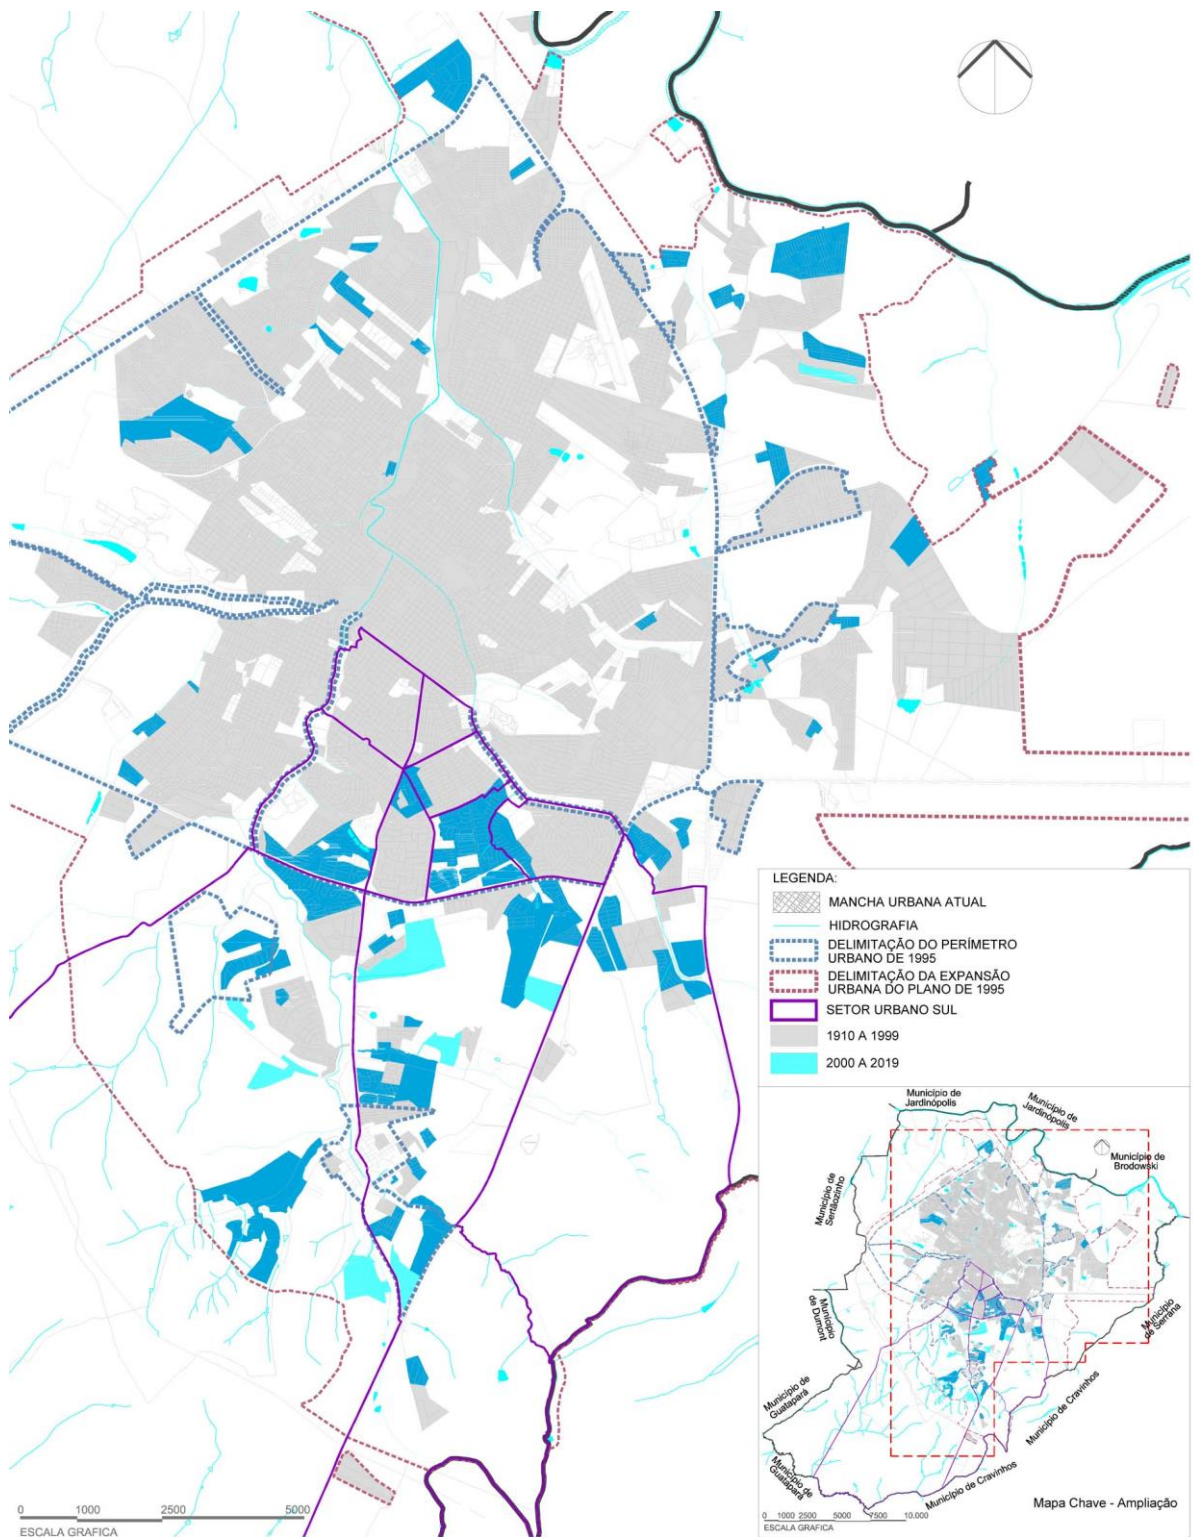 LEGENDA:
MANCHA URBANA ATUAL
HIDROGRAFIA
DELIMITAÇÃO DO PERÍMETRO
URBANO DE 1995
DELIMITAÇÃO DA EXPANSÃO
URBANA DO PLANO DE 1995
SETOR URBANO SUL
1910 A 1999
2000 A 2019
Município de
Jardinópolis
Município de
Jardinópolis
Município de
Brodowski
Município de
Sertãozinho
Município
de Dumont
Município
de Serrana
Município de
Guatapará
Município de Cravinhos
Município de
Guatapará
Município de Cravinhos
Mapa Chave - Ampliação
0 1000 2500 5000 7500 10.000
ESCALA GRAFICA
0 1000 2500 5000
ESCALA GRAFICA